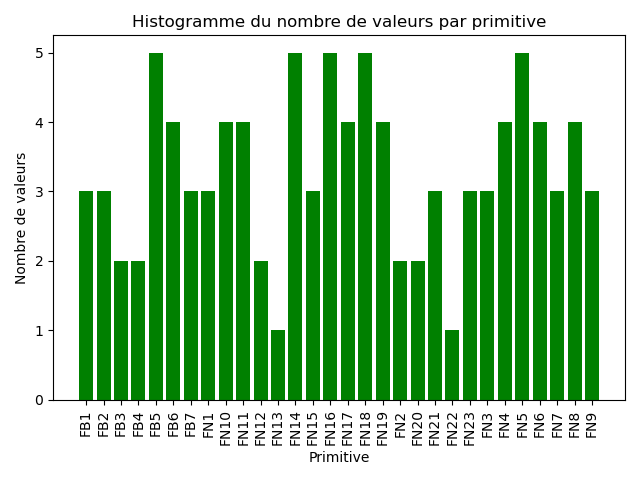 Histogramme du nombre de valeurs par primitive
Nombre de valeurs
5
4
3
2
1
0
FB1 FB2 FB3 FB4 FB5 FB6 FB7 FN1 FN10 FN11 FN12 FN13 FN14 FN15 FN16 FN17 FN18 FN19 FN2 FN20 FN21 FN22 FN23 FN3 FN4 FN5 FN6 FN7 FN8 FN9
Primitive